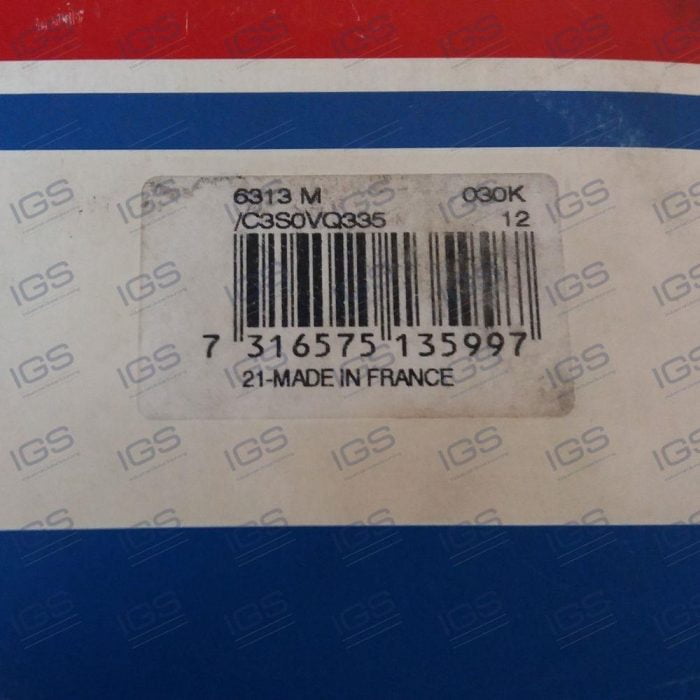 6313 M 030K
/C3S0VQ335 12
7 316575 135997
21-MADE IN FRANCE
IGS